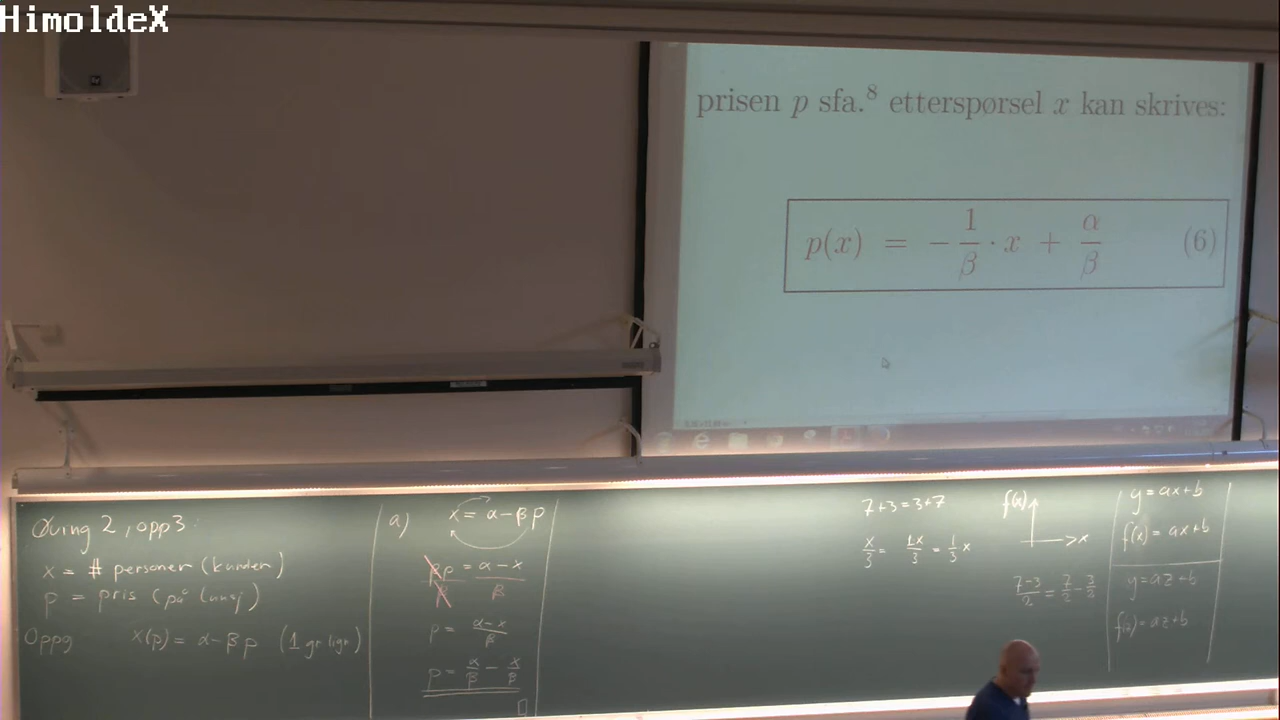 HimoldeX
prisen p sfa.⁸ etterspørsel x kan skrives:
p(x) = − 1/β · x + α/β (6)
Øving 2, opp3:
x = # personer (kunder)
p = pris (på lunsj)
Oppg x(p) = α-βp (1 gr lign)
a) x = α-βp
βp/β = α-x/β
p = α-x/β
p = α/β - x/β
7+3=3+7
x/3 = 1x/3 = 1/3 x
f(x)
x
7-3/2 = 7/2 - 3/2
y=ax+b
f(x)=ax+b
y=az+b
f(z)=az+b